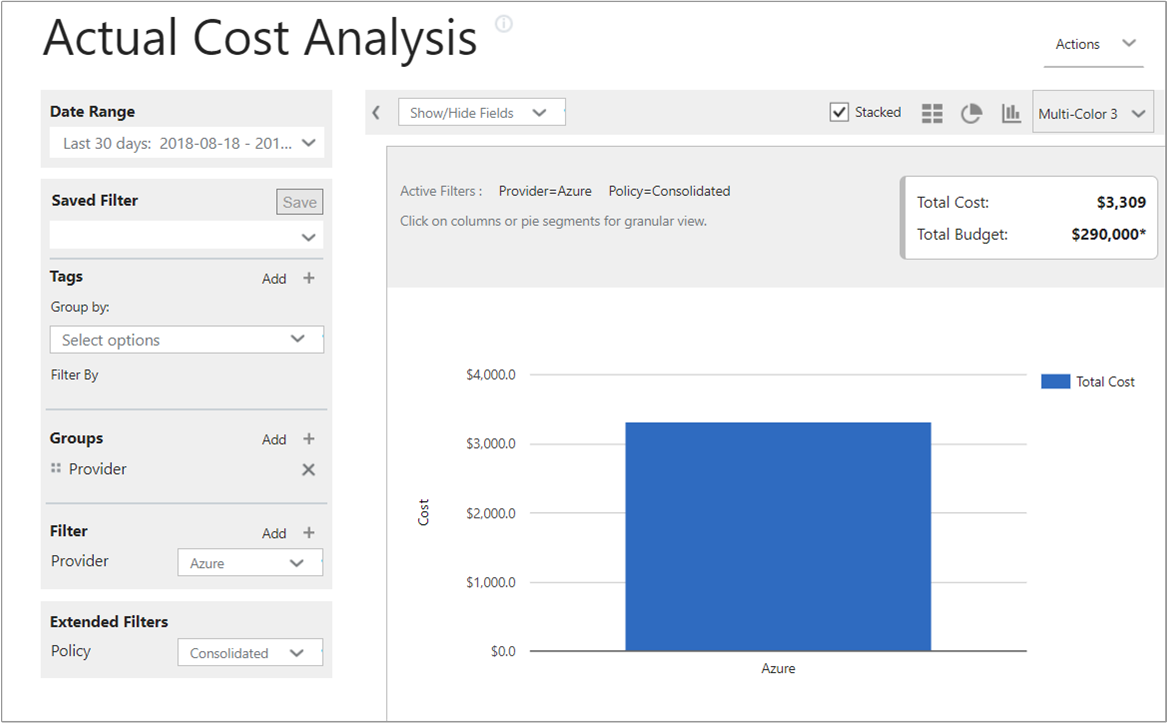 Actual Cost Analysis
Actions
Date Range
Last 30 days: 2018-08-18 - 201...
Saved Filter
Save
Tags
Add +
Group by:
Select options
Filter By
Groups
Add +
Provider
Filter
Add +
Provider
Azure
Extended Filters
Policy
Consolidated
Show/Hide Fields
Stacked
Multi-Color 3
Active Filters : Provider=Azure Policy=Consolidated
Click on columns or pie segments for granular view.
Total Cost: $3,309
Total Budget: $290,000*
$4,000.0
$3,000.0
$2,000.0
$1,000.0
$0.0
Cost
Azure
Total Cost